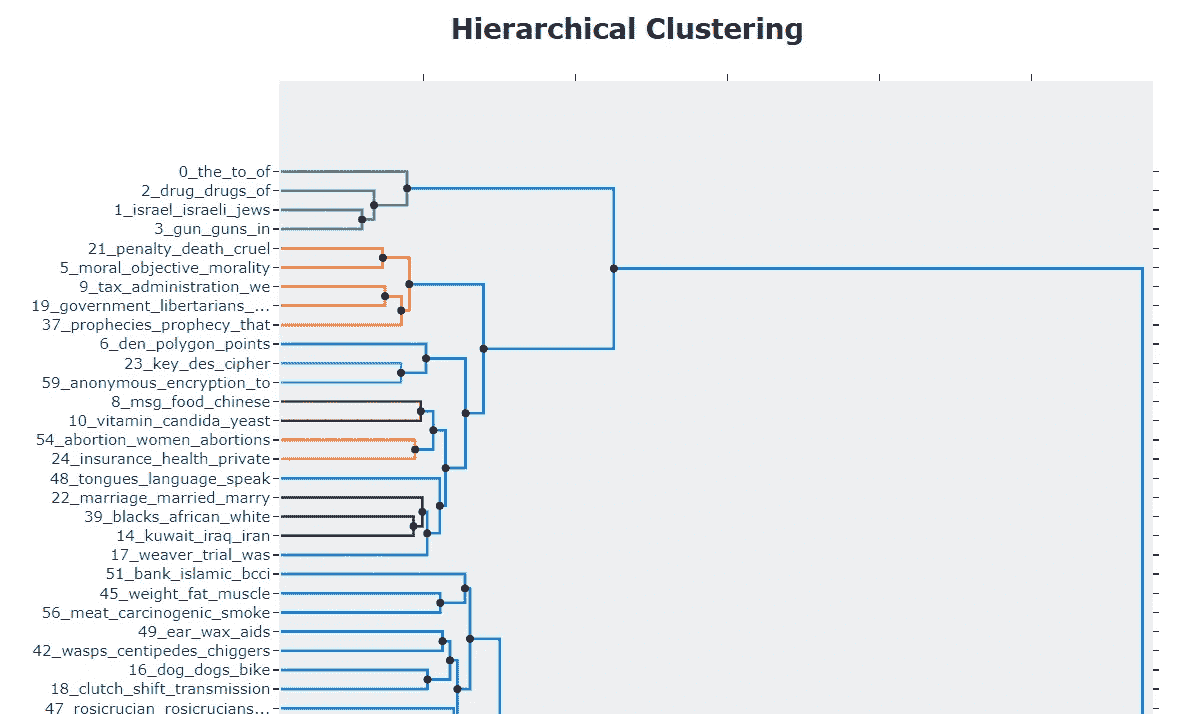 Hierarchical Clustering
0_the_to_of
2_drug_drugs_of
1_israel_israeli_jews
3_gun_guns_in
21_penalty_death_cruel
5_moral_objective_morality
9_tax_administration_we
19_government_libertarians_...
37_prophecies_prophecy_that
6_den_polygon_points
23_key_des_cipher
59_anonymous_encryption_to
8_msg_food_chinese
10_vitamin_candida_yeast
54_abortion_women_abortions
24_insurance_health_private
48_tongues_language_speak
22_marriage_married_marry
39_blacks_african_white
14_kuwait_iraq_iran
17_weaver_trial_was
51_bank_islamic_bcci
45_weight_fat_muscle
56_meat_carcinogenic_smoke
49_ear_wax_aids
42_wasps_centipedes_chiggers
16_dog_dogs_bike
18_clutch_shift_transmission
47_rosicrucian_rosicrucians...